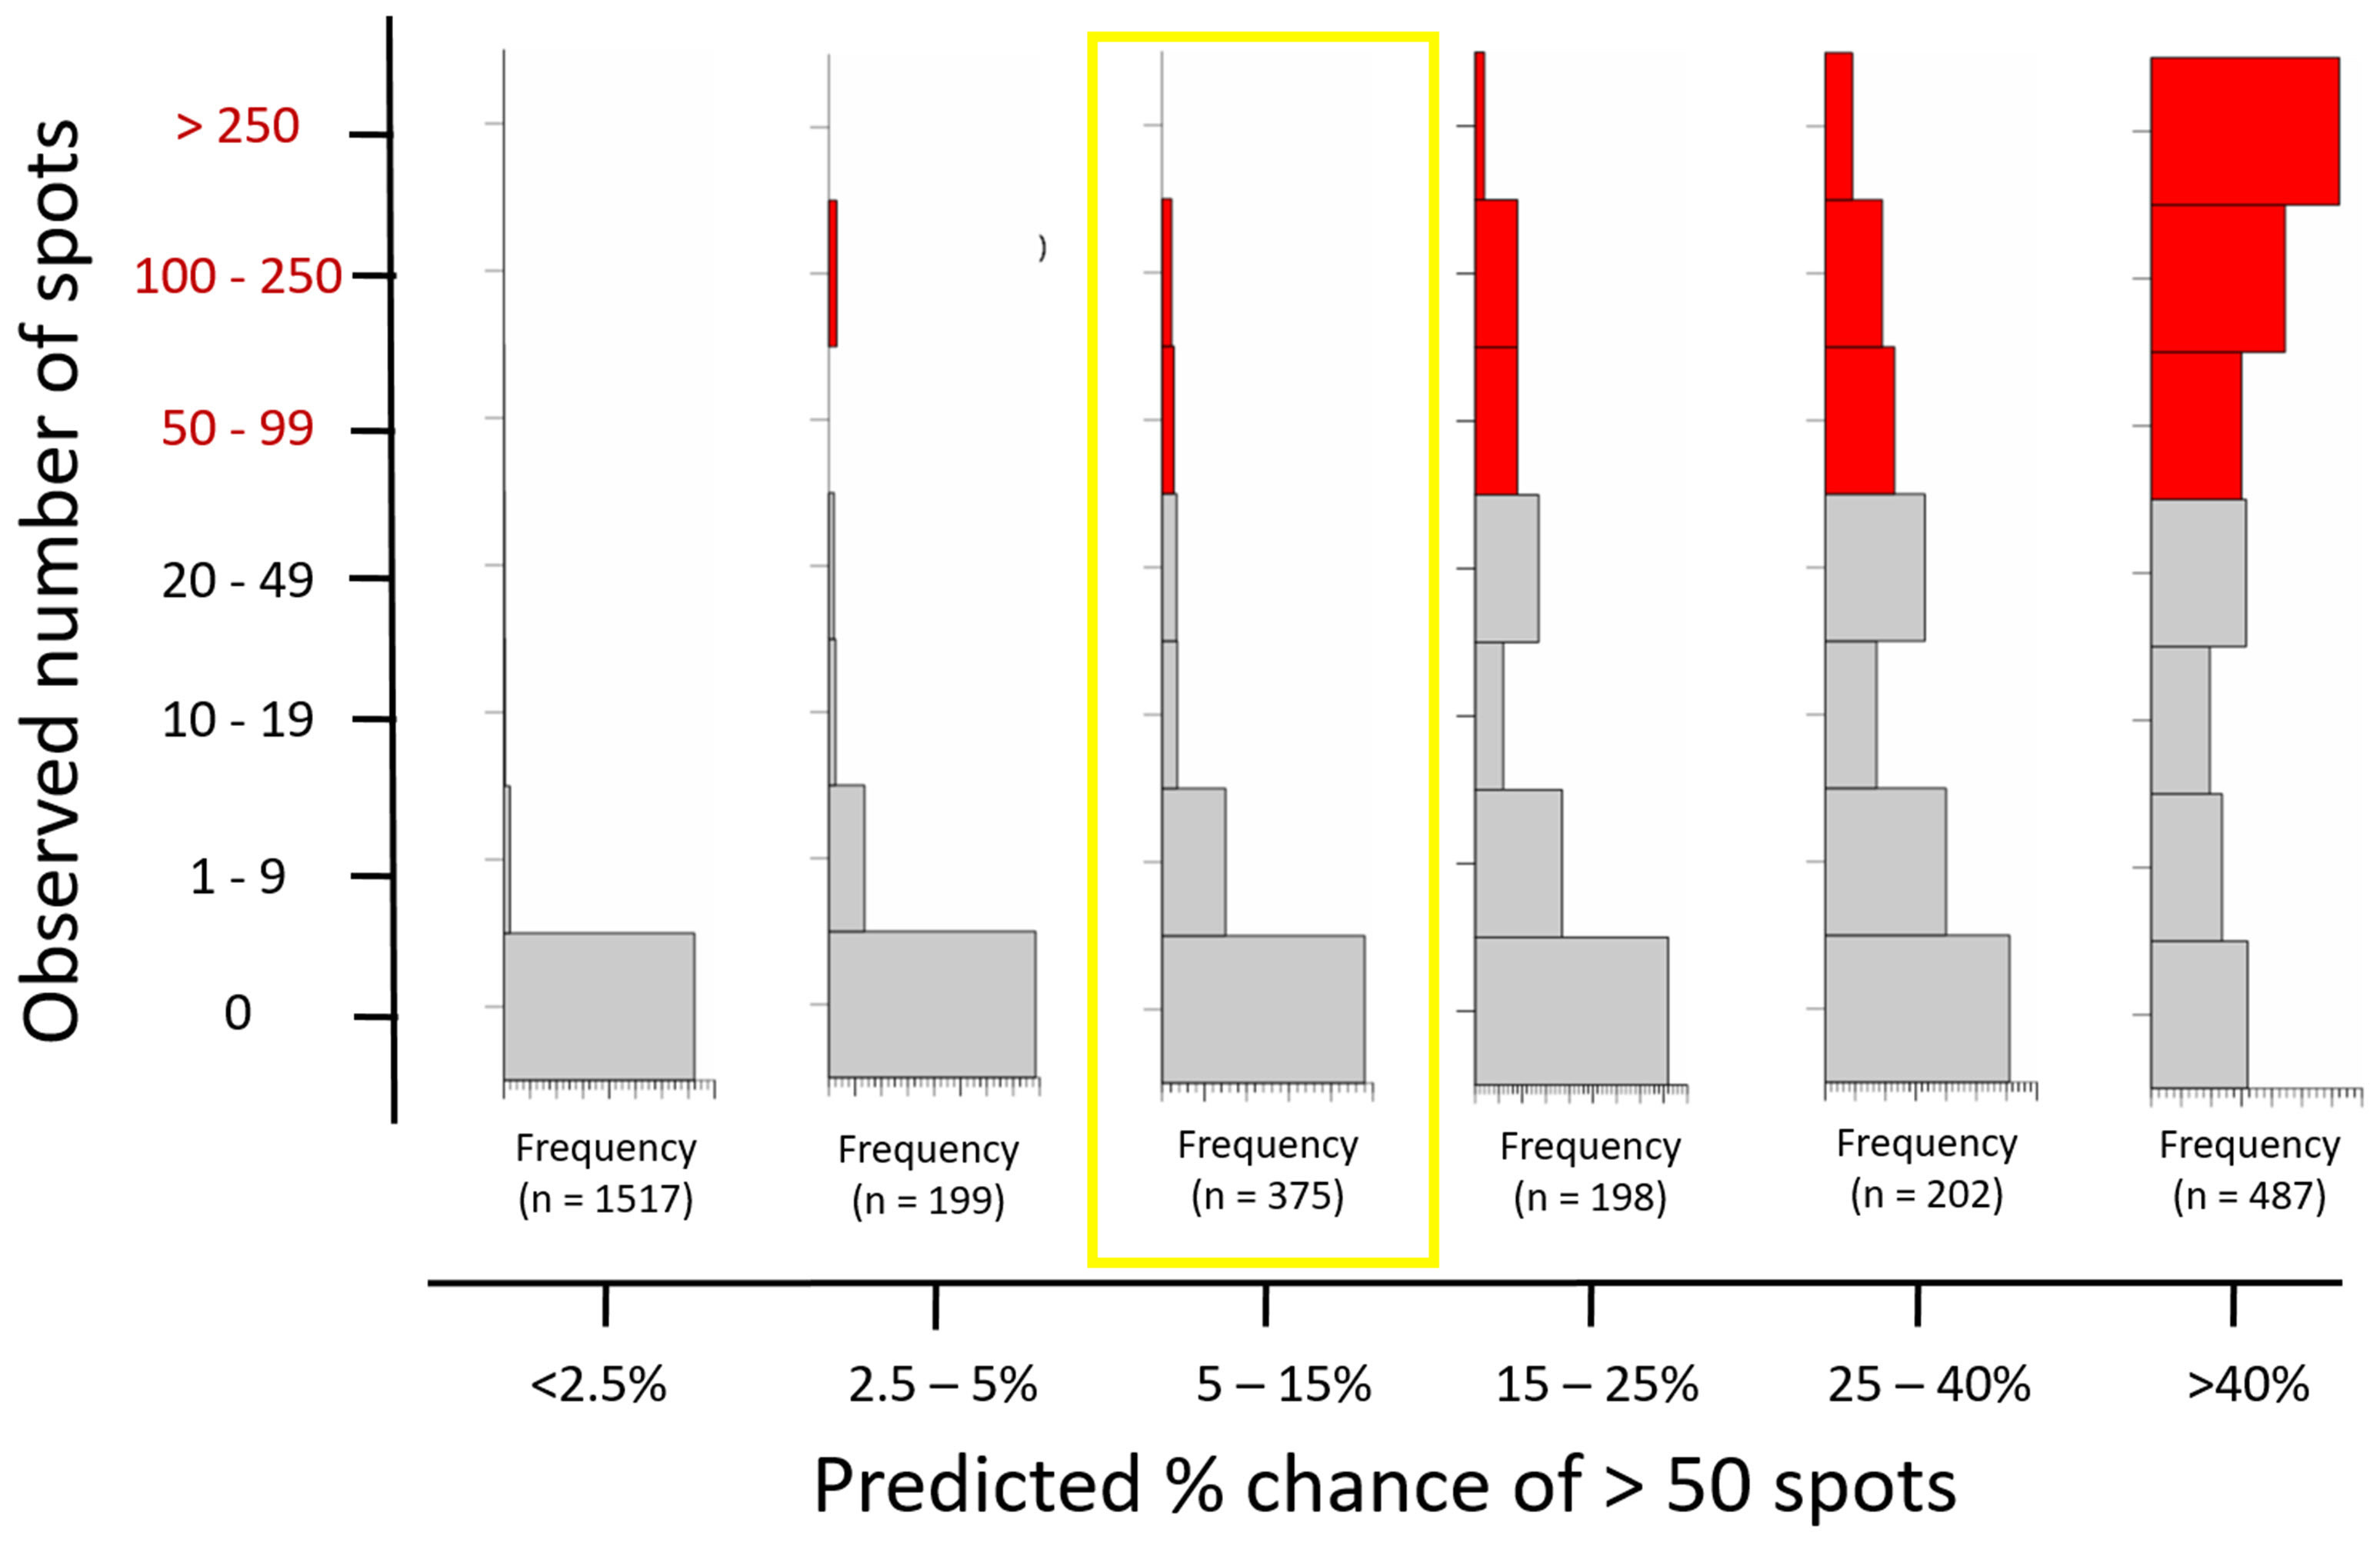 Observed number of spots
> 250
100 - 250
50 - 99
20 - 49
10 - 19
1 - 9
0
)
Frequency
(n = 1517)
Frequency
(n = 199)
Frequency
(n = 375)
Frequency
(n = 198)
Frequency
(n = 202)
Frequency
(n = 487)
<2.5%
2.5 – 5%
5 – 15%
15 – 25%
25 – 40%
>40%
Predicted % chance of > 50 spots